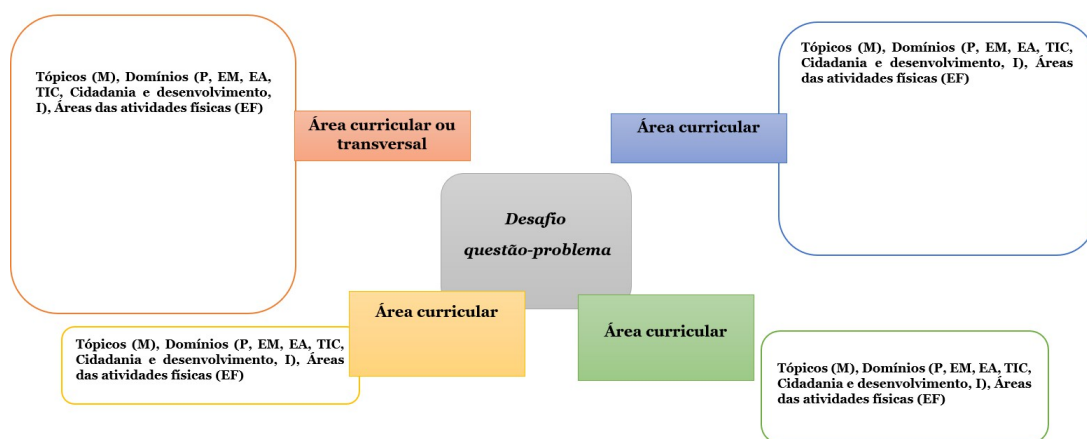 Tópicos (M), Domínios (P, EM, EA,
TIC, Cidadania e desenvolvimento,
I), Áreas das atividades físicas (EF)
Área curricular ou
transversal
Tópicos (M), Domínios (P, EM, EA, TIC,
Cidadania e desenvolvimento, I), Áreas
das atividades físicas (EF)
Área curricular
Desafio
questão-problema
Área curricular
Tópicos (M), Domínios (P, EM, EA, TIC,
Cidadania e desenvolvimento, I), Áreas
das atividades físicas (EF)
Área curricular
Tópicos (M), Domínios (P, EM, EA, TIC,
Cidadania e desenvolvimento, I), Áreas
das atividades físicas (EF)